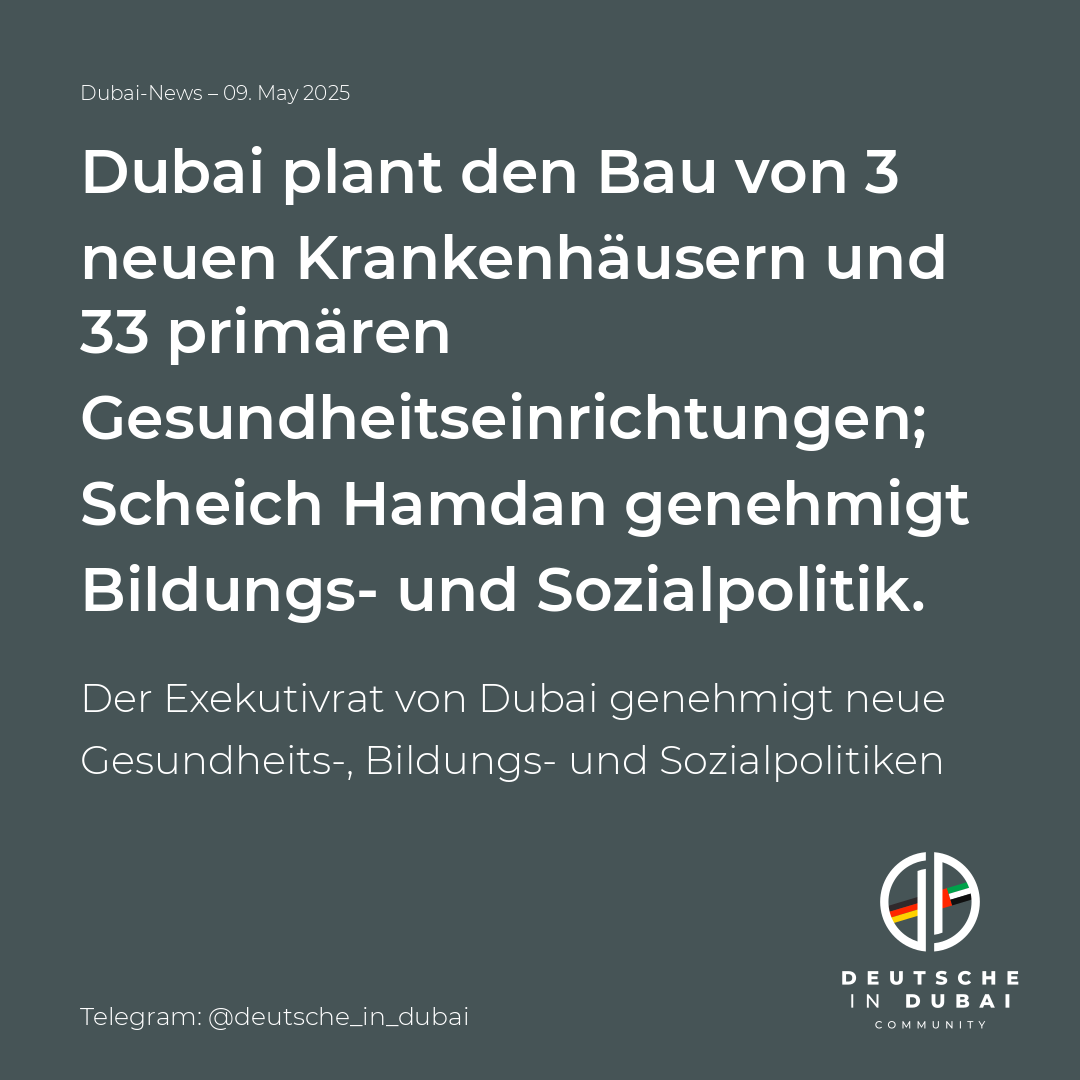 Dubai-News – 09. May 2025
Dubai plant den Bau von 3
neuen Krankenhäusern und
33 primären
Gesundheitseinrichtungen;
Scheich Hamdan genehmigt
Bildungs- und Sozialpolitik.
Der Exekutivrat von Dubai genehmigt neue
Gesundheits-, Bildungs- und Sozialpolitiken
DEUTSCHE
IN DUBAI
COMMUNITY
Telegram: @deutsche_in_dubai